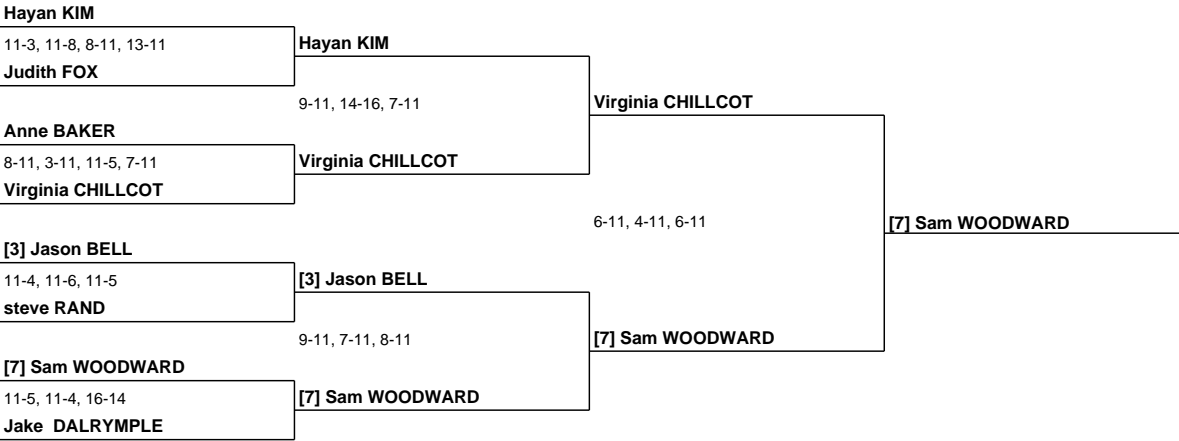 Hayan KIM
11-3, 11-8, 8-11, 13-11
Hayan KIM
Judith FOX
9-11, 14-16, 7-11
Virginia CHILLCOT
Anne BAKER
8-11, 3-11, 11-5, 7-11
Virginia CHILLCOT
Virginia CHILLCOT
6-11, 4-11, 6-11
[7] Sam WOODWARD
[3] Jason BELL
11-4, 11-6, 11-5
[3] Jason BELL
steve RAND
9-11, 7-11, 8-11
[7] Sam WOODWARD
[7] Sam WOODWARD
11-5, 11-4, 16-14
[7] Sam WOODWARD
Jake DALRYMPLE